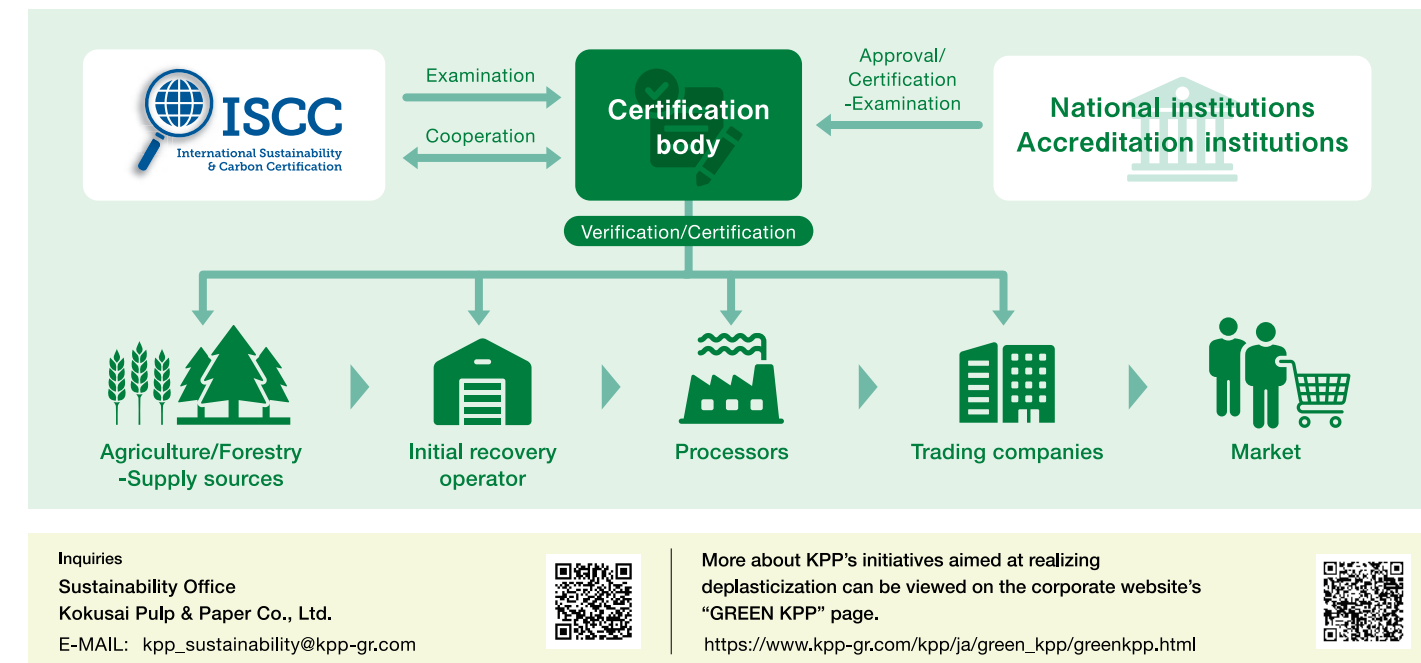 ISCC
International Sustainability
& Carbon Certification
Examination
Cooperation
Certification
body
Approval/
Certification
-Examination
National institutions
Accreditation institutions
Verification/Certification
Agriculture/Forestry
-Supply sources
Initial recovery
operator
Processors
Trading companies
Market
Inquiries
Sustainability Office
Kokusai Pulp & Paper Co., Ltd.
E-MAIL: kpp_sustainability@kpp-gr.com
More about KPP's initiatives aimed at realizing
deplasticization can be viewed on the corporate website's
"GREEN KPP" page.
https://www.kpp-gr.com/kpp/ja/green_kpp/greenkpp.html